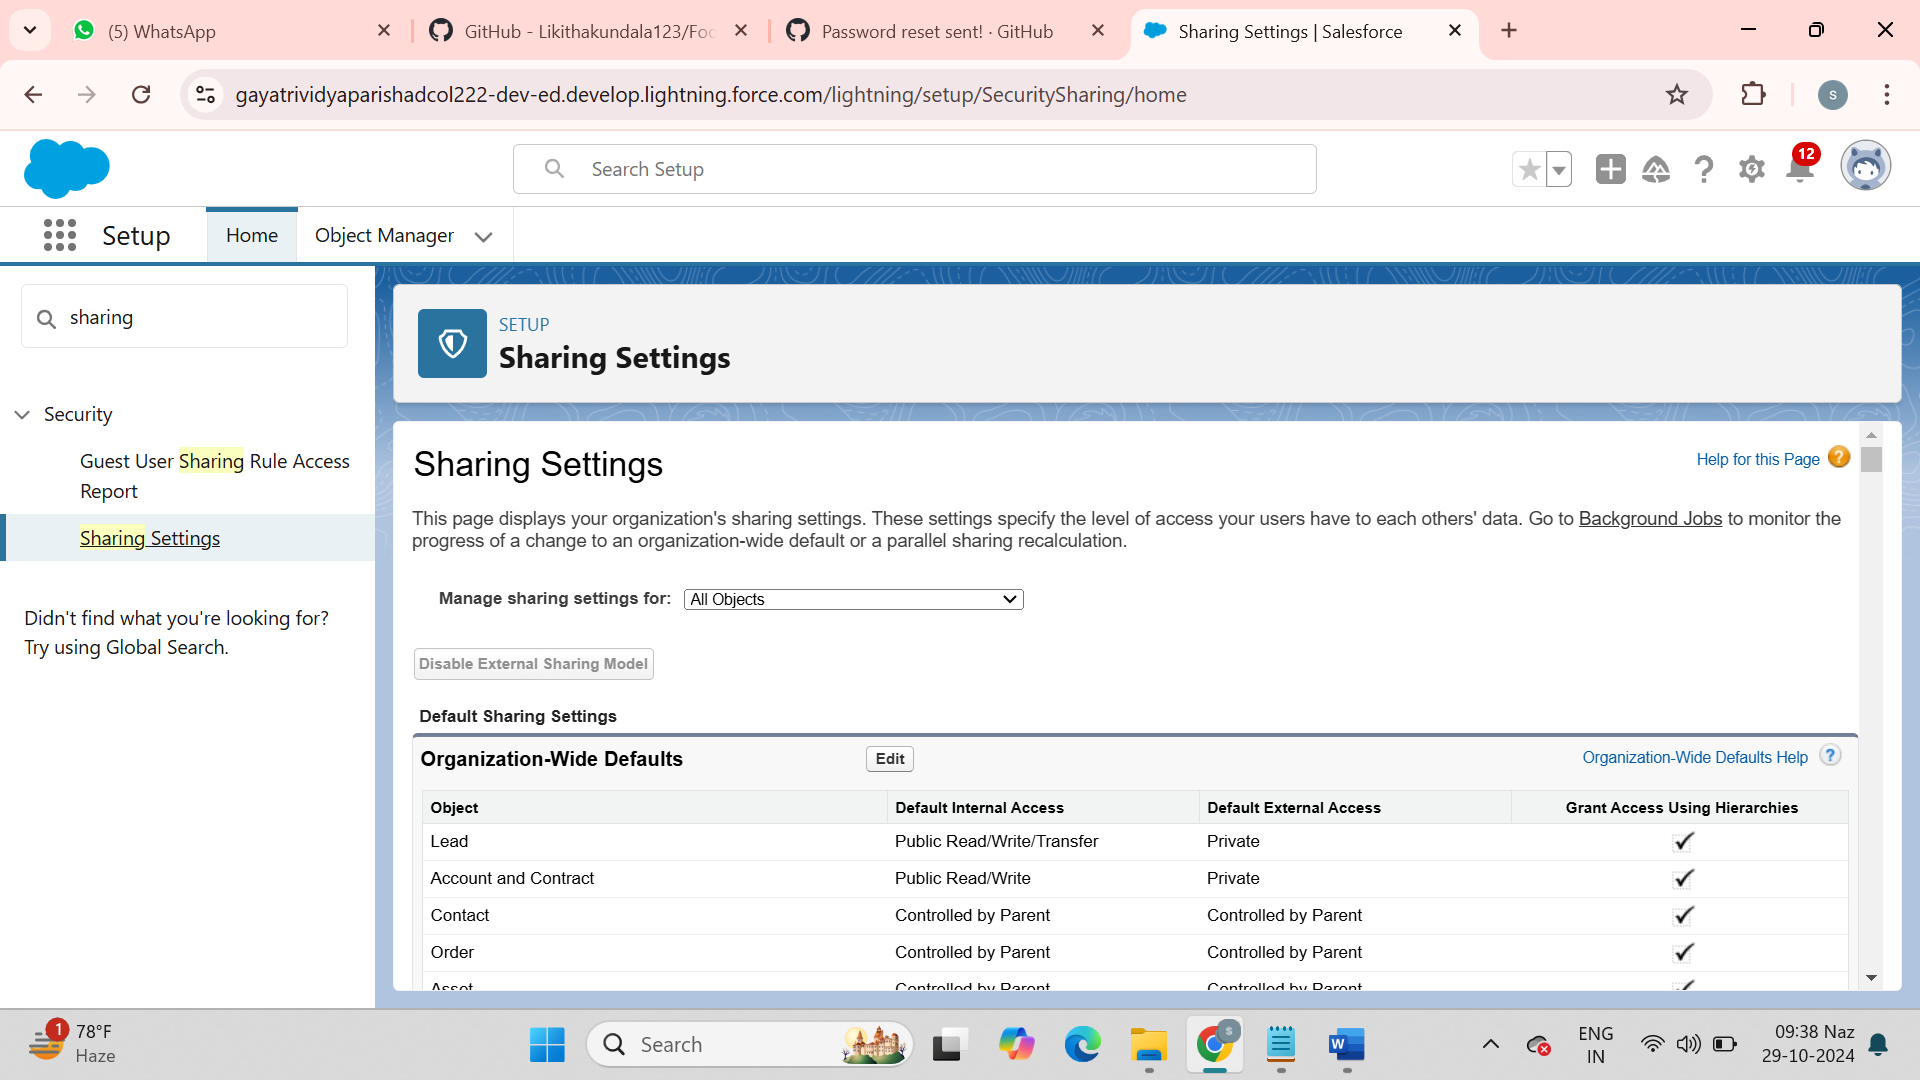 (5) WhatsApp
GitHub - Likithakundala123/Foo
Password reset sent! · GitHub
Sharing Settings | Salesforce
gayatrividyaparishadcol222-dev-ed.develop.lightning.force.com/lightning/setup/SecuritySharing/home
s
Search Setup
12
Setup
Home
Object Manager
sharing
Security
Guest User Sharing Rule Access
Report
Sharing Settings
Didn't find what you're looking for?
Try using Global Search.
SETUP
Sharing Settings
Sharing Settings
Help for this Page ?
This page displays your organization's sharing settings. These settings specify the level of access your users have to each others' data. Go to Background Jobs to monitor the
progress of a change to an organization-wide default or a parallel sharing recalculation.
Manage sharing settings for: All Objects
Disable External Sharing Model
Default Sharing Settings
Organization-Wide Defaults Edit Organization-Wide Defaults Help ?
Object Default Internal Access Default External Access Grant Access Using Hierarchies
Lead Public Read/Write/Transfer Private
Account and Contract Public Read/Write Private
Contact Controlled by Parent Controlled by Parent
Order Controlled by Parent Controlled by Parent
Asset Controlled by Parent Controlled by Parent
1
78°F
Haze
Search
S
W
ENG
IN
09:38 Naz
29-10-2024